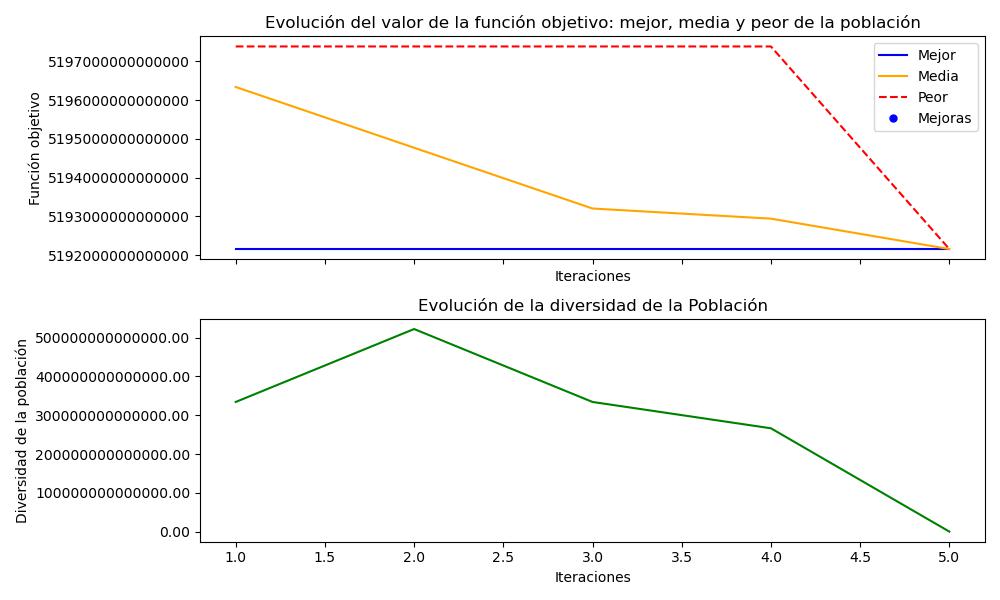 Evolución del valor de la función objetivo: mejor, media y peor de la población
Función objetivo
5197000000000000
5196000000000000
5195000000000000
5194000000000000
5193000000000000
5192000000000000
Mejor
Media
Peor
Mejoras
Iteraciones
Evolución de la diversidad de la Población
Diversidad de la población
500000000000000.00
400000000000000.00
300000000000000.00
200000000000000.00
100000000000000.00
0.00
1.0 1.5 2.0 2.5 3.0 3.5 4.0 4.5 5.0
Iteraciones